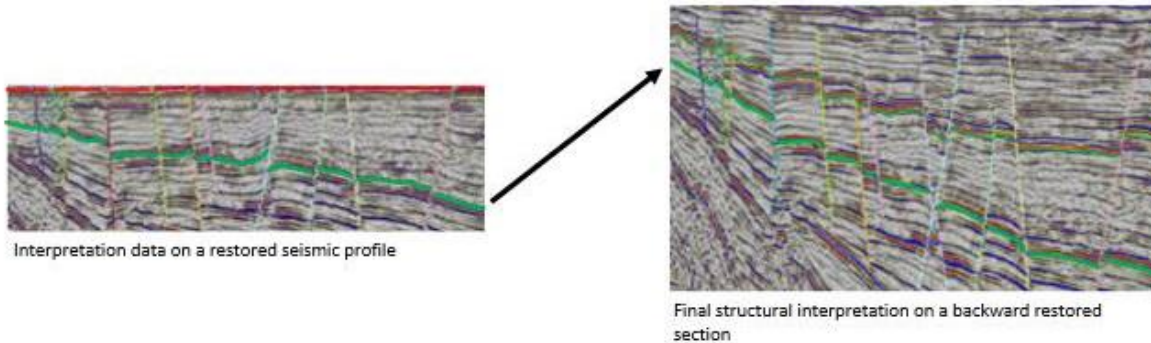 Interpretation data on a restored seismic profile
Final structural interpretation on a backward restored
section